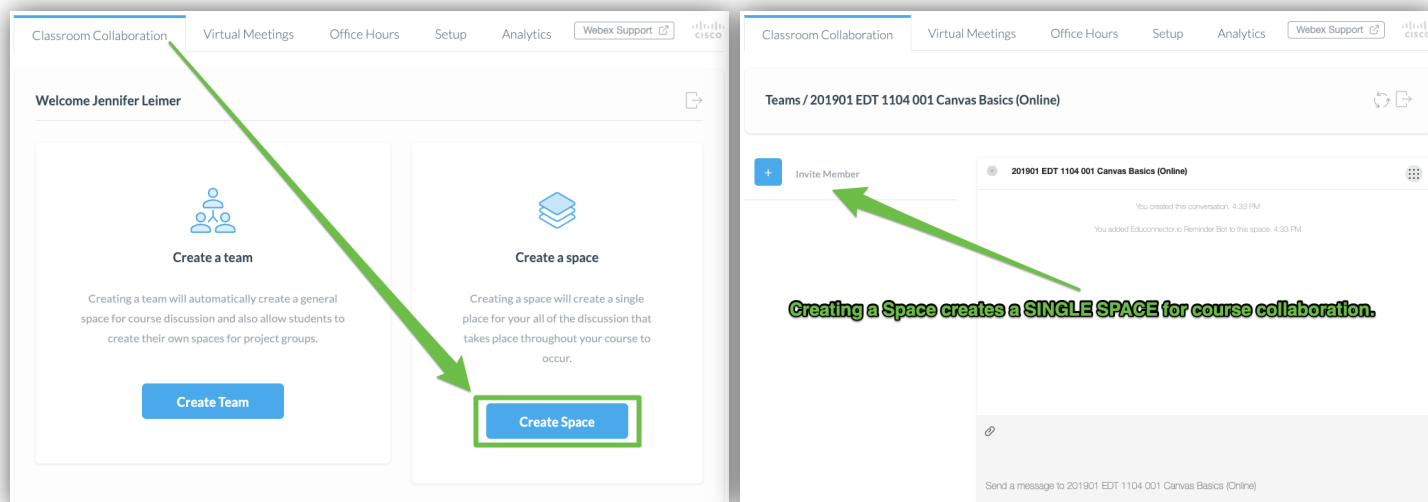 Classroom Collaboration
Virtual Meetings
Office Hours
Setup
Analytics
Webex Support
CISCO
Welcome Jennifer Leimer
Create a team
Creating a team will automatically create a general
space for course discussion and also allow students to
create their own spaces for project groups.
Create Team
Create a space
Creating a space will create a single
place for your all of the discussion that
takes place throughout your course to
occur.
Create Space
Classroom Collaboration
Virtual Meetings
Office Hours
Setup
Analytics
Webex Support
CISCO
Teams / 201901 EDT 1104 001 Canvas Basics (Online)
+
Invite Member
201901 EDT 1104 001 Canvas Basics (Online)
You created this conversation. 4:33 PM
You added Educonnector.io Reminder Bot to this space. 4:33 PM
Creating a Space creates a SINGLE SPACE for course collaboration.
Send a message to 201901 EDT 1104 001 Canvas Basics (Online)